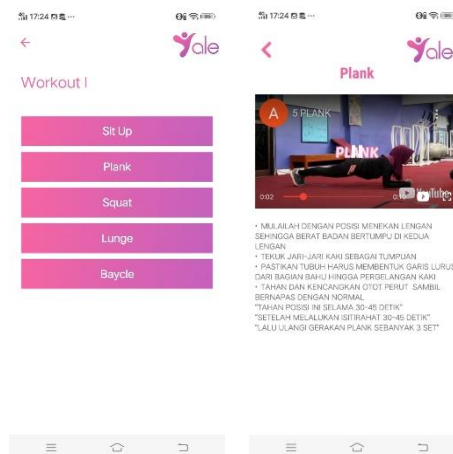 17:24
Yale
Workout I
Sit Up
Plank
Squat
Lunge
Baycle
17:24
Yale
Plank
A 5 PLANK
PLANK
0:02
YouTube
• MULAILAH DENGAN POSISI MENEKAN LENGAN
SEHINGGA BERAT BADAN BERTUMPU DI KEDUA
LENGAN
• TEKUK JARI-JARI KAKI SEBAGAI TUMPUAN
• PASTIKAN TUBUH HARUS MEMBENTUK GARIS LURUS
DARI BAGIAN BAHU HINGGA PERGELANGAN KAKI
• TAHAN DAN KENCANGKAN OTOT PERUT SAMBIL
BERNAPAS DENGAN NORMAL
"TAHAN POSISI INI SELAMA 30-45 DETIK"
"SETELAH MELALUKAN ISITIRAHAT 30-45 DETIK"
"LALU ULANGI GERAKAN PLANK SEBANYAK 3 SET"